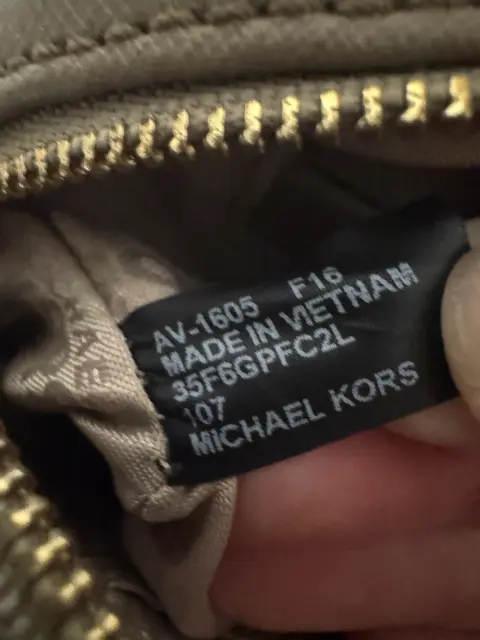 AV-1605 F16
MADE IN VIETNAM
35F6GPFC2L
107
MICHAEL KORS